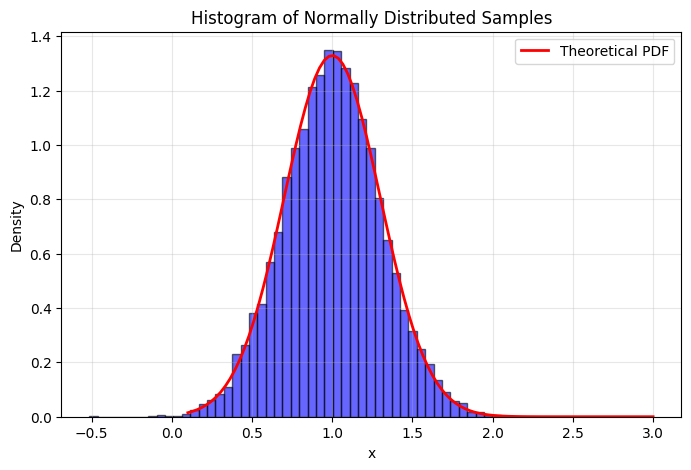 Histogram of Normally Distributed Samples
Theoretical PDF
Density
1.4
1.2
1.0
0.8
0.6
0.4
0.2
0.0
−0.5 0.0 0.5 1.0 1.5 2.0 2.5 3.0
x